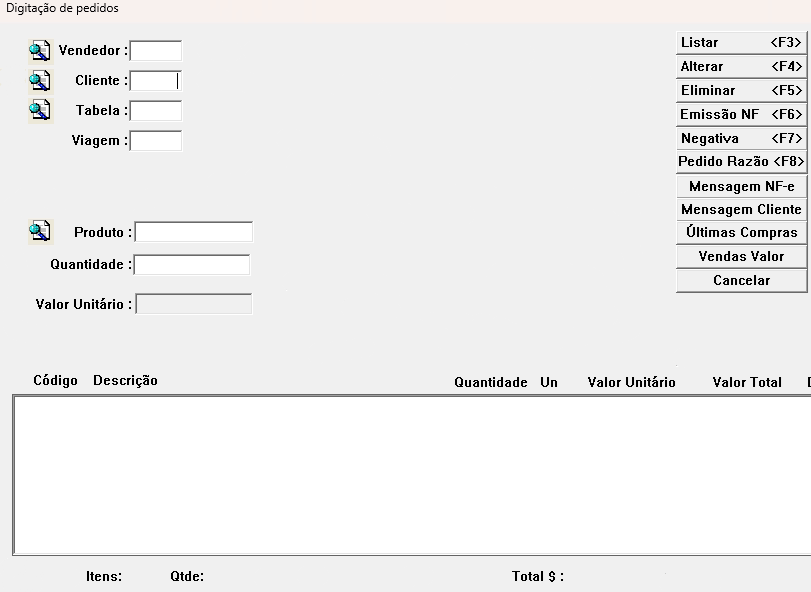 Digitação de pedidos
Vendedor :
Cliente :
Tabela :
Viagem :
Listar <F3>
Alterar <F4>
Eliminar <F5>
Emissão NF <F6>
Negativa <F7>
Pedido Razão <F8>
Mensagem NF-e
Mensagem Cliente
Últimas Compras
Vendas Valor
Cancelar
Produto :
Quantidade :
Valor Unitário :
Código Descrição Quantidade Un Valor Unitário Valor Total
Itens: Qtde: Total $ :